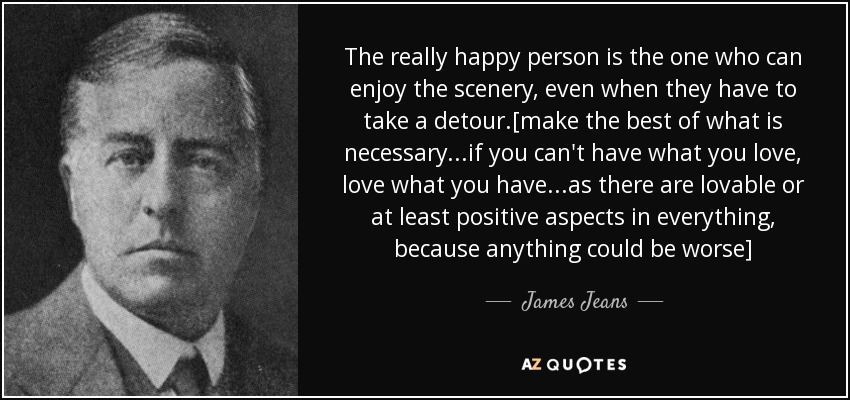 The really happy person is the one who can
enjoy the scenery, even when they have to
take a detour.[make the best of what is
necessary...if you can't have what you love,
love what you have...as there are lovable or
at least positive aspects in everything,
because anything could be worse]
James Jeans
AZ QUOTES